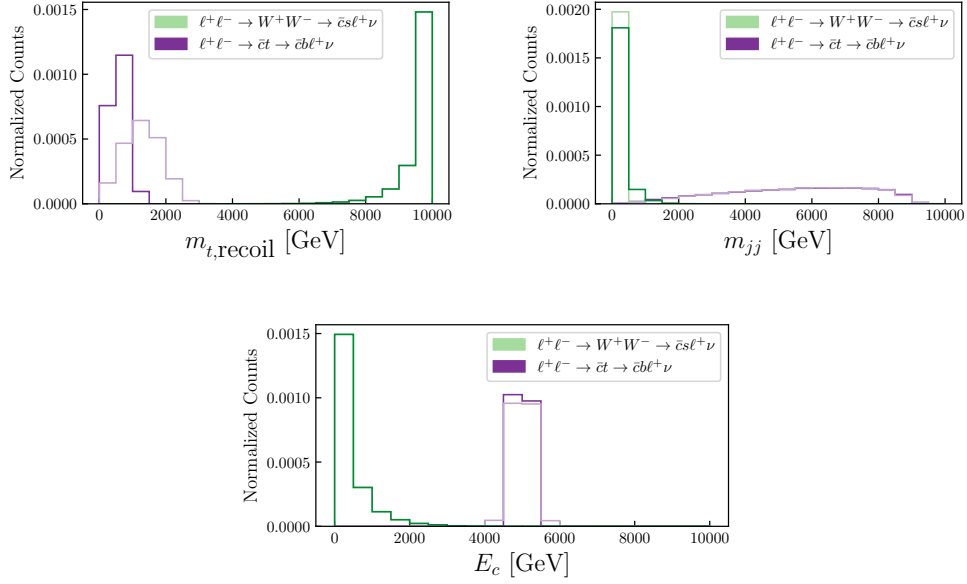 Normalized Counts
0.0015
0.0010
0.0005
0.0000
ℓ⁺ℓ⁻ → W⁺W⁻ → c̄sℓ⁺ν
ℓ⁺ℓ⁻ → c̄t → c̄bℓ⁺ν
0 2000 4000 6000 8000 10000
m_{t,recoil} [GeV]
Normalized Counts
0.0020
0.0015
0.0010
0.0005
0.0000
ℓ⁺ℓ⁻ → W⁺W⁻ → c̄sℓ⁺ν
ℓ⁺ℓ⁻ → c̄t → c̄bℓ⁺ν
0 2000 4000 6000 8000 10000
m_{jj} [GeV]
Normalized Counts
0.0015
0.0010
0.0005
0.0000
ℓ⁺ℓ⁻ → W⁺W⁻ → c̄sℓ⁺ν
ℓ⁺ℓ⁻ → c̄t → c̄bℓ⁺ν
0 2000 4000 6000 8000 10000
E_c [GeV]